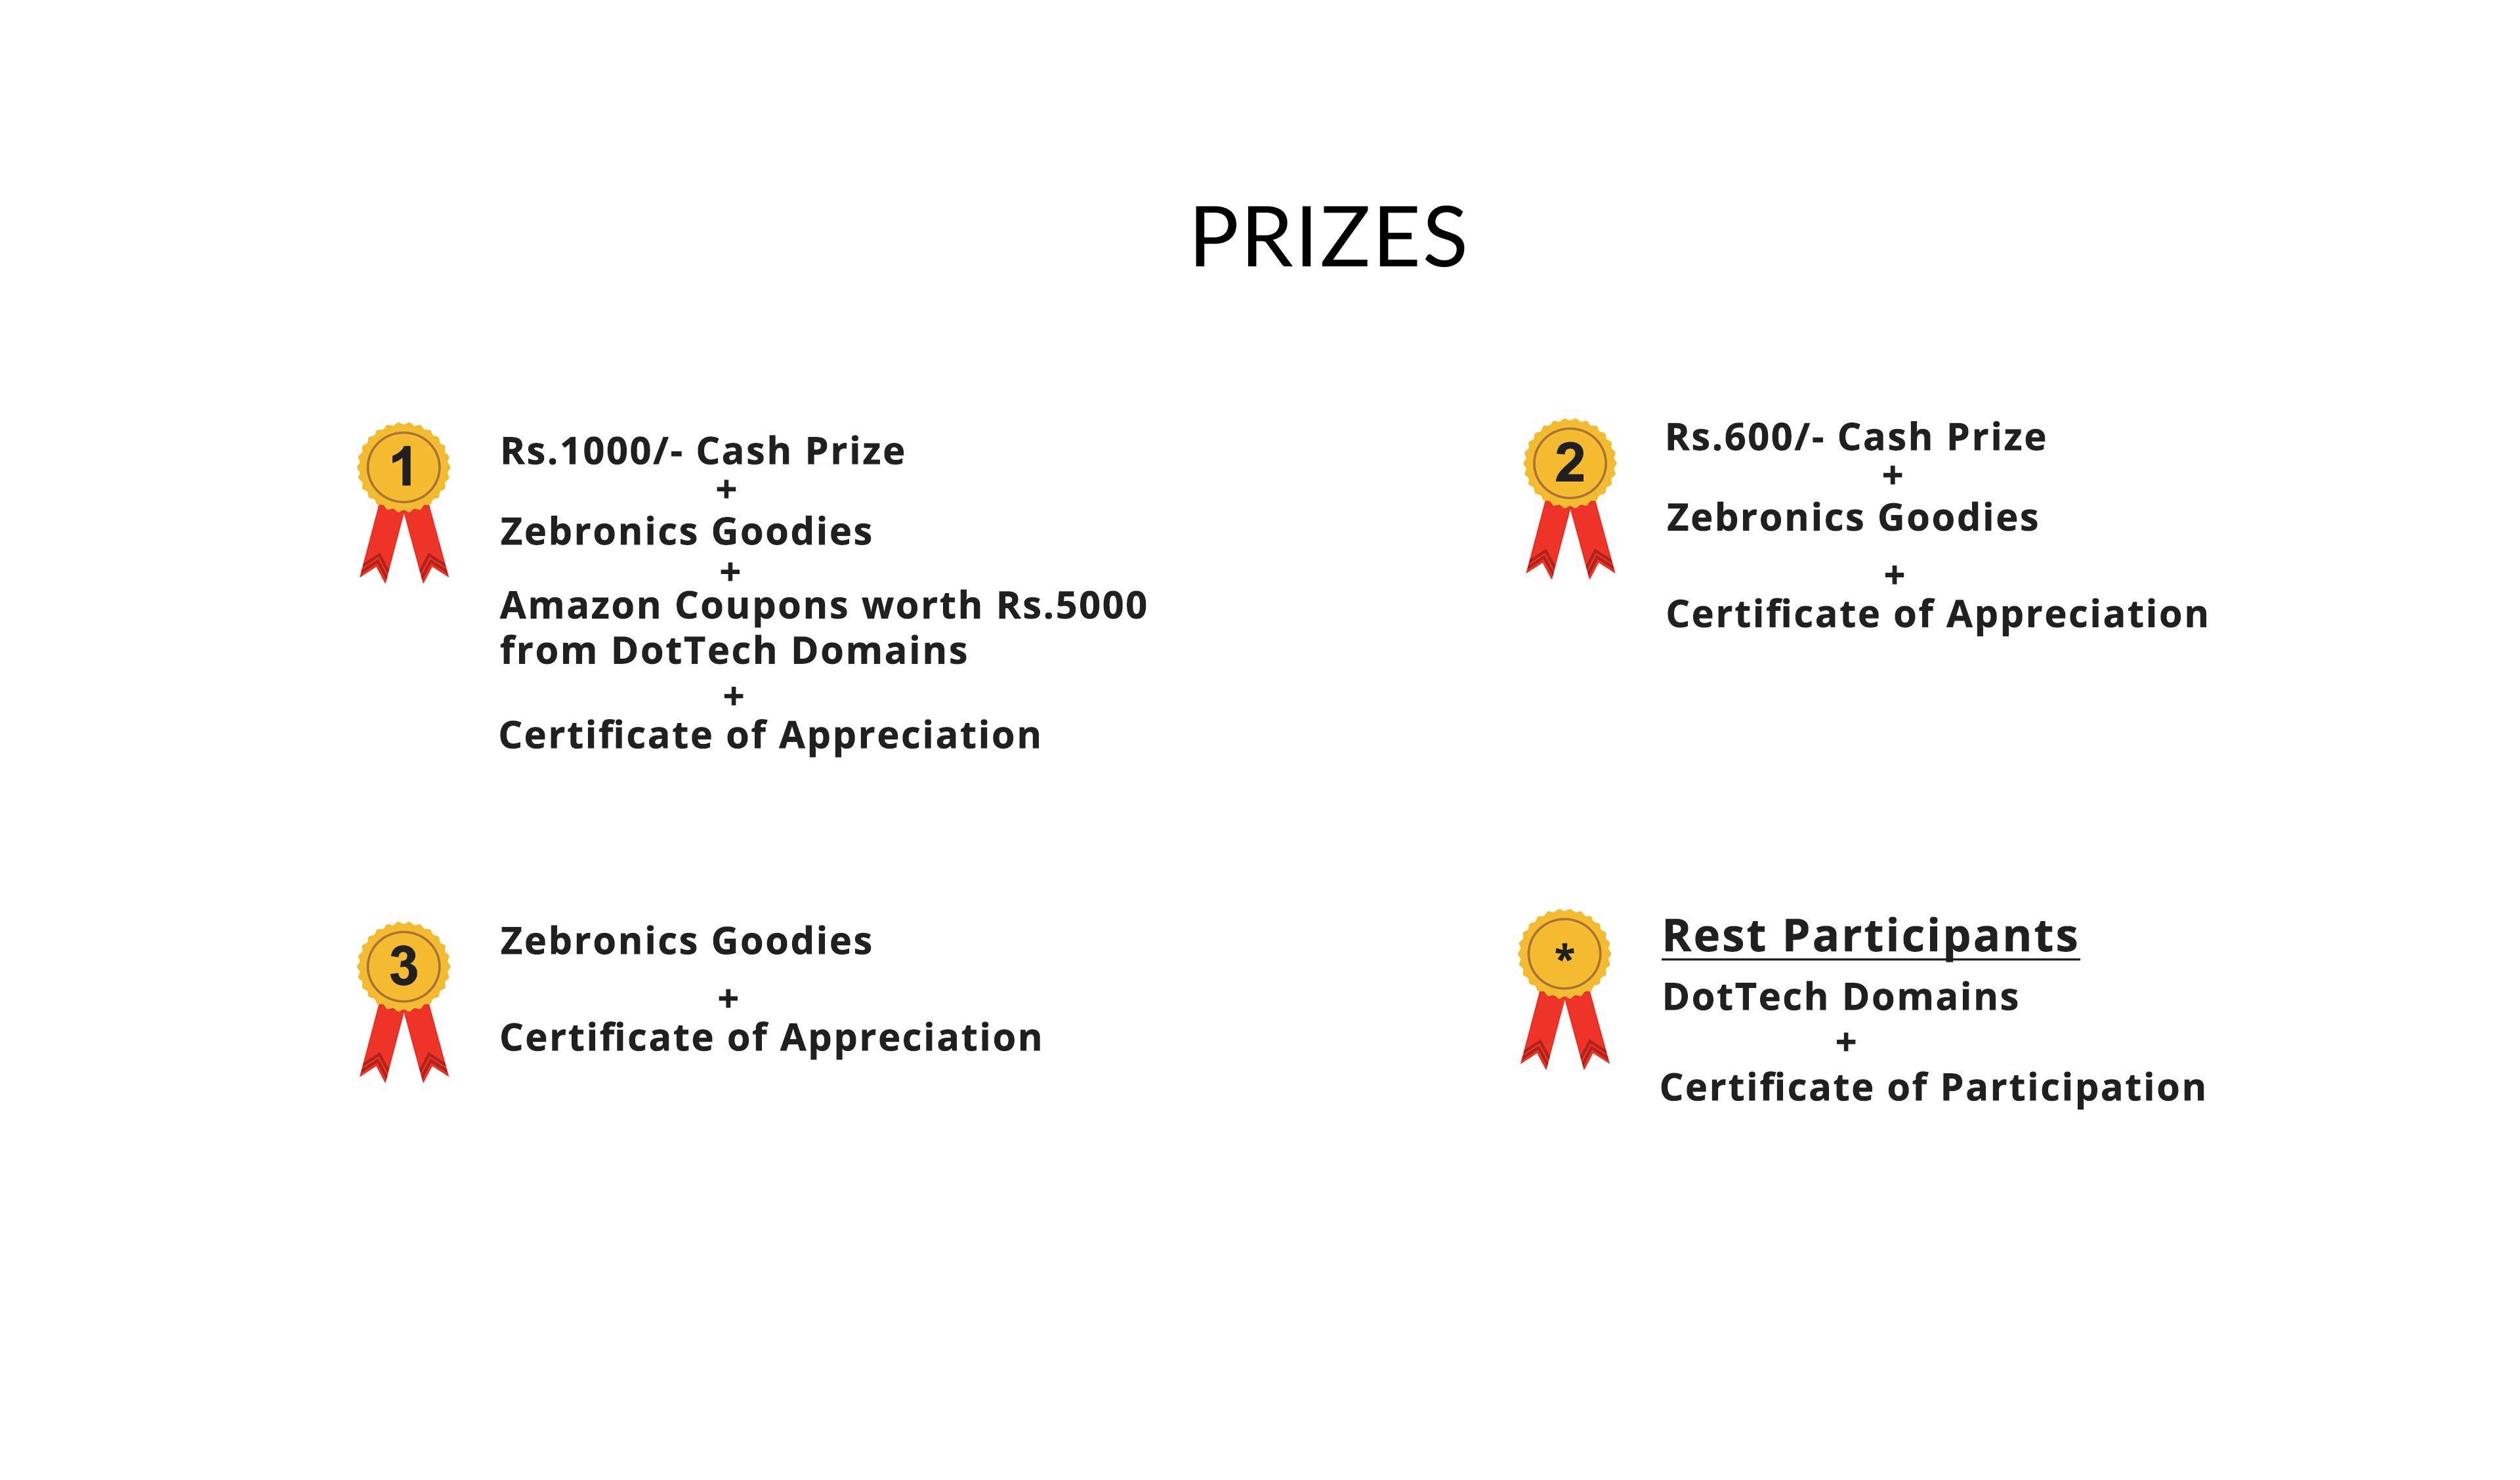 PRIZES
1
Rs.1000/- Cash Prize
+
Zebronics Goodies
+
Amazon Coupons worth Rs.5000
from DotTech Domains
+
Certificate of Appreciation
2
Rs.600/- Cash Prize
+
Zebronics Goodies
+
Certificate of Appreciation
3
Zebronics Goodies
+
Certificate of Appreciation
*
Rest Participants
DotTech Domains
+
Certificate of Participation